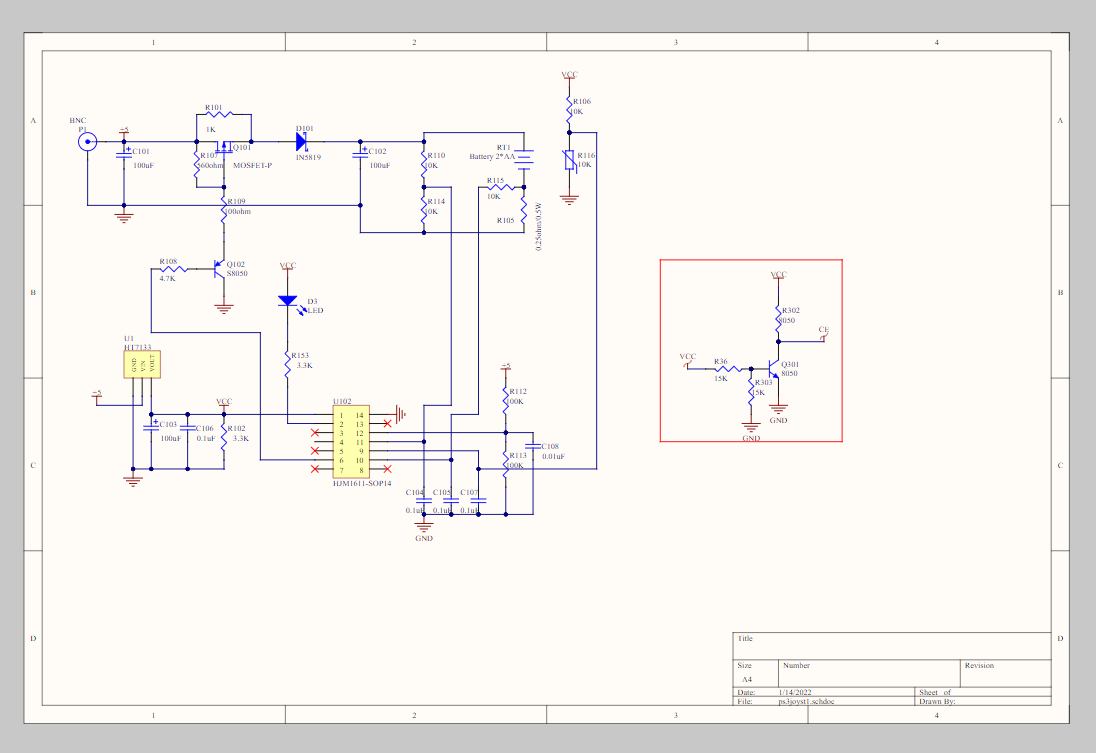 1
2
3
4
A
A
VCC
R106
10K
BNC
P1
+5
R101
1K
D101
IN5819
C101
100uF
R107
560ohm
Q101
MOSFET-P
C102
100uF
R110
10K
RT1
Battery 2*AA
R116
10K
R115
10K
R109
100ohm
R114
10K
R105
0.25ohm/0.5W
B
B
R108
4.7K
Q102
S8050
VCC
D3
LED
VCC
R302
8050
CE
U1
HT7133
GND
VIN
VOUT
R153
3.3K
VCC
R36
15K
Q301
8050
R303
15K
GND
GND
+5
+5
R112
100K
C103
100uF
C106
0.1uF
VCC
R102
3.3K
U102
1 14
2 13
3 12
4 11
5 9
6 10
7 8
HJM1611-SOP14
C108
0.01uF
R113
100K
C
C
C104
0.1uF
C105
0.1uF
C107
0.1uF
GND
D
D
Title
Size
A4
Number
Revision
Date: 1/14/2022
Sheet of
File: ps3joyst1.schdoc
Drawn By:
1
2
3
4